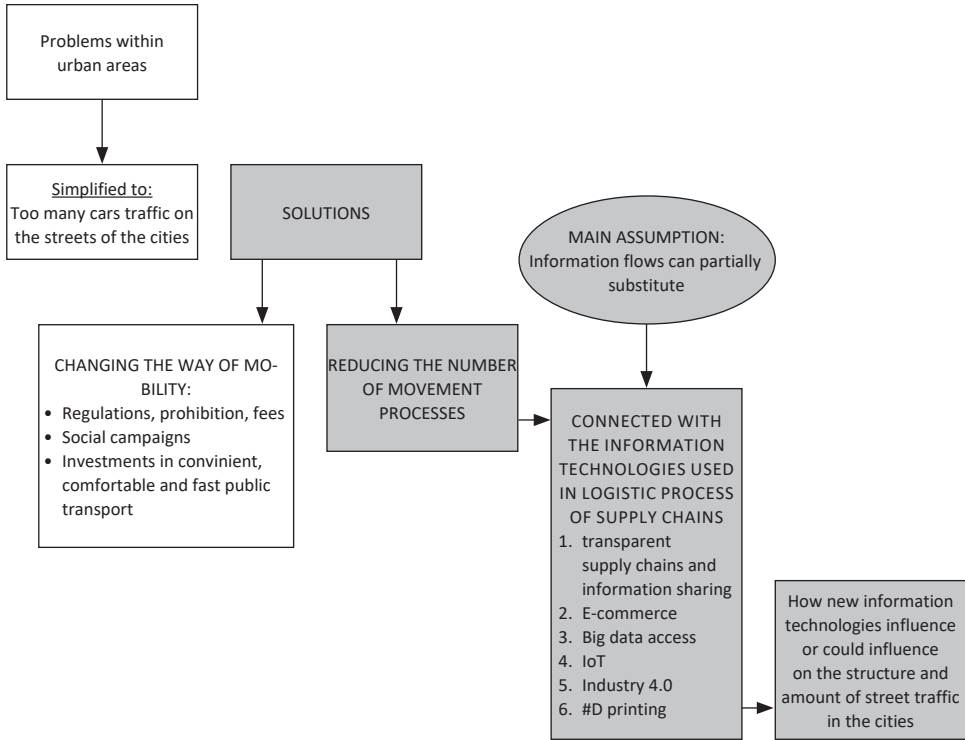 Problems within
urban areas
Simplified to:
Too many cars traffic on
the streets of the cities
SOLUTIONS
MAIN ASSUMPTION:
Information flows can partially
substitute
CHANGING THE WAY OF MO-
BILITY:
• Regulations, prohibition, fees
• Social campaigns
• Investments in convinient,
comfortable and fast public
transport
REDUCING THE NUMBER
OF MOVEMENT
PROCESSES
CONNECTED WITH
THE INFORMATION
TECHNOLOGIES USED
IN LOGISTIC PROCESS
OF SUPPLY CHAINS
1. transparent
supply chains and
information sharing
2. E-commerce
3. Big data access
4. IoT
5. Industry 4.0
6. #D printing
How new information
technologies influence
or could influence
on the structure and
amount of street traffic
in the cities